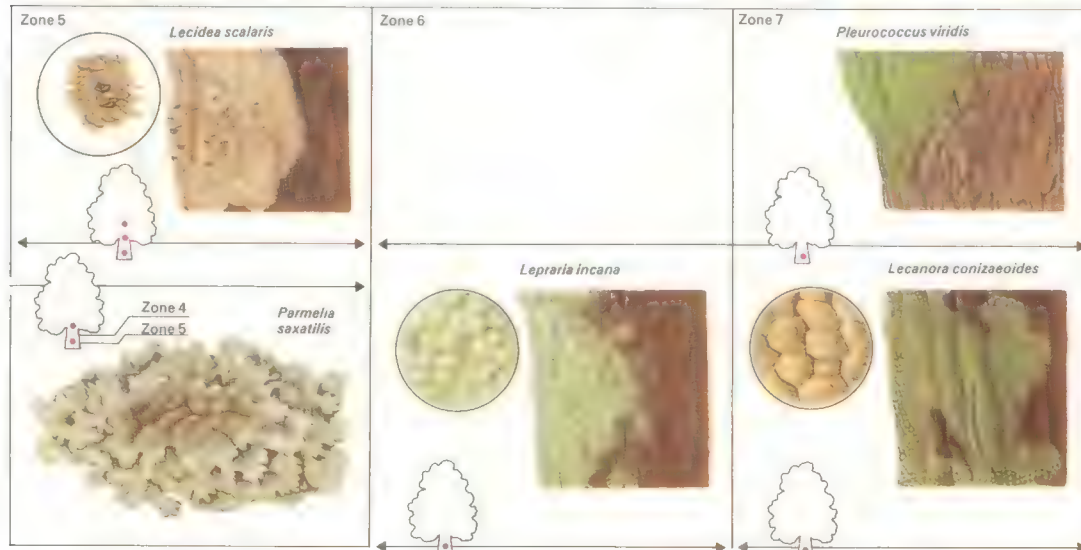 Zone 5
Lecidea scalaris
Zone 6
Zone 7
Pleurococcus viridis
Zone 4
Zone 5
Parmelia
saxatilis
Lepraria incana
Lecanora conizaeoides